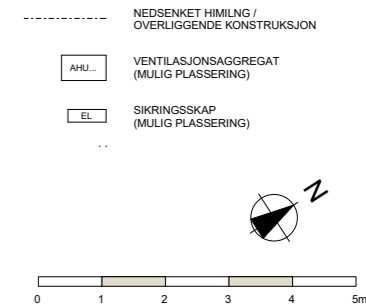 NEDSENKET HIMILNG /
OVERLIGGENDE KONSTRUKSJON
AHU...
VENTILASJONSAGGREGAT
(MULIG PLASSERING)
EL
SIKRINGSSKAP
(MULIG PLASSERING)
N
0 1 2 3 4 5m